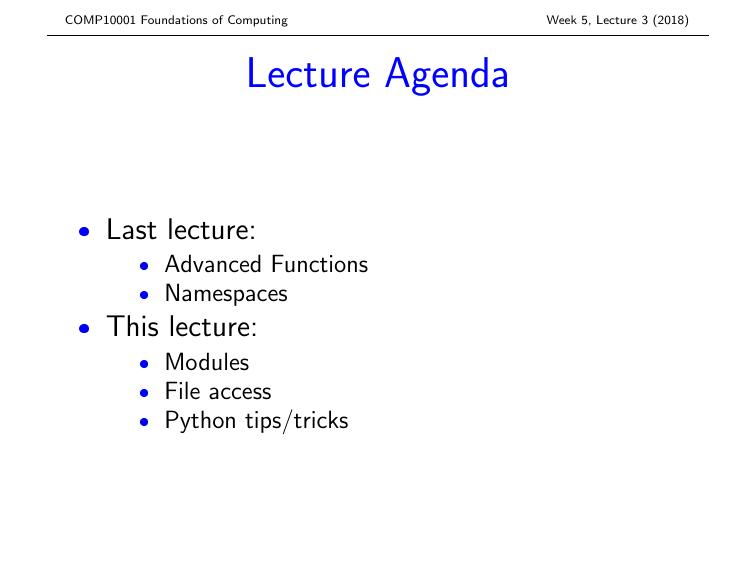 COMP10001 Foundations of Computing Week 5, Lecture 3 (2018)
Lecture Agenda
• Last lecture:
• Advanced Functions
• Namespaces
• This lecture:
• Modules
• File access
• Python tips/tricks